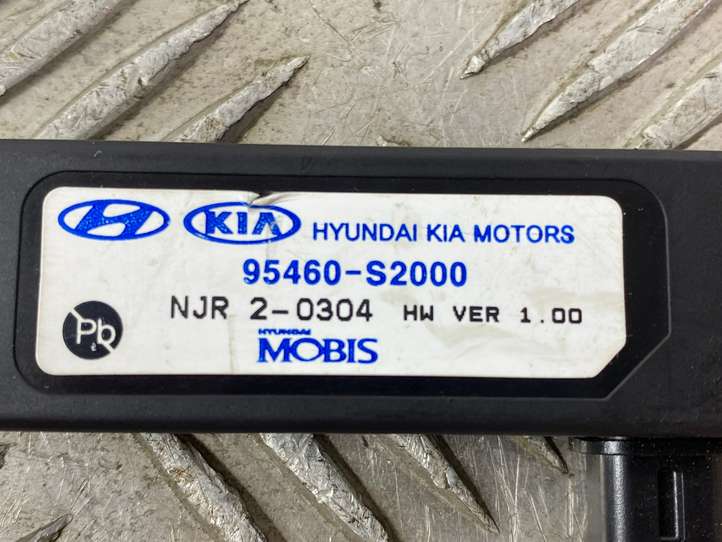 KIA HYUNDAI KIA MOTORS
95460-S2000
NJR 2-0304 HW VER 1.00
Pb
HYUNDAI
MOBIS